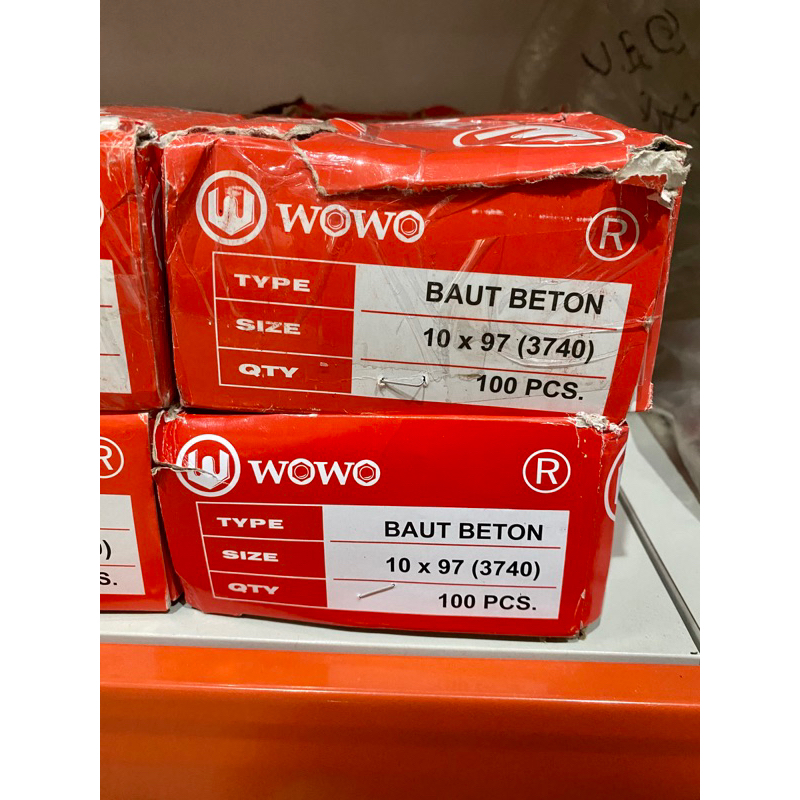 U.E.Q
WOWO
R
TYPE BAUT BETON
SIZE 10 x 97 (3740)
QTY 100 PCS.
R
WOWO
R
TYPE BAUT BETON
SIZE 10 x 97 (3740)
QTY 100 PCS.
)
S.